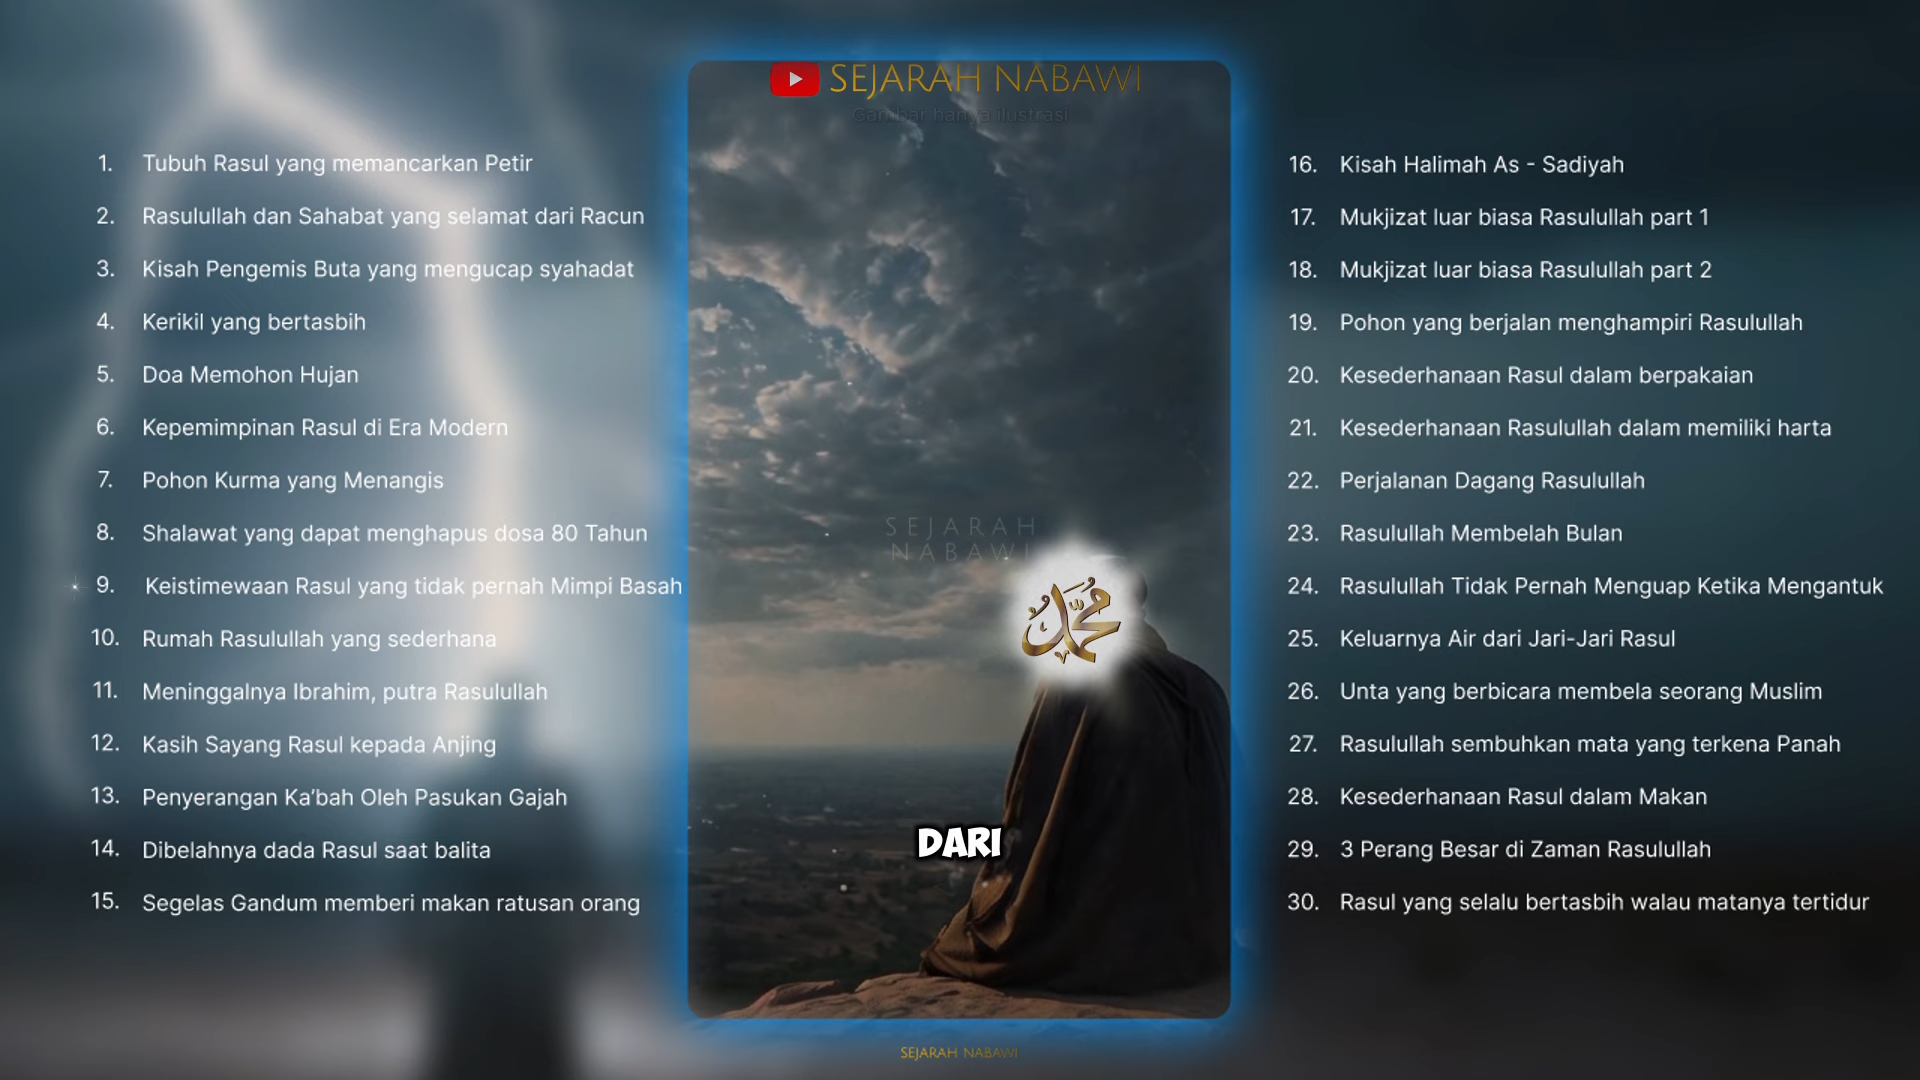 SEJARAH NABAWI
Gambar hanya ilustrasi
1. Tubuh Rasul yang memancarkan Petir
2. Rasulullah dan Sahabat yang selamat dari Racun
3. Kisah Pengemis Buta yang mengucap syahadat
4. Kerikil yang bertasbih
5. Doa Memohon Hujan
6. Kepemimpinan Rasul di Era Modern
7. Pohon Kurma yang Menangis
8. Shalawat yang dapat menghapus dosa 80 Tahun
9. Keistimewaan Rasul yang tidak pernah Mimpi Basah
10. Rumah Rasulullah yang sederhana
11. Meninggalnya Ibrahim, putra Rasulullah
12. Kasih Sayang Rasul kepada Anjing
13. Penyerangan Ka’bah Oleh Pasukan Gajah
14. Dibelahnya dada Rasul saat balita
15. Segelas Gandum memberi makan ratusan orang
SEJARAH
NABAWI
محمد
DARI
16. Kisah Halimah As - Sadiyah
17. Mukjizat luar biasa Rasulullah part 1
18. Mukjizat luar biasa Rasulullah part 2
19. Pohon yang berjalan menghampiri Rasulullah
20. Kesederhanaan Rasul dalam berpakaian
21. Kesederhanaan Rasulullah dalam memiliki harta
22. Perjalanan Dagang Rasulullah
23. Rasulullah Membelah Bulan
24. Rasulullah Tidak Pernah Menguap Ketika Mengantuk
25. Keluarnya Air dari Jari-Jari Rasul
26. Unta yang berbicara membela seorang Muslim
27. Rasulullah sembuhkan mata yang terkena Panah
28. Kesederhanaan Rasul dalam Makan
29. 3 Perang Besar di Zaman Rasulullah
30. Rasul yang selalu bertasbih walau matanya tertidur
SEJARAH NABAWI